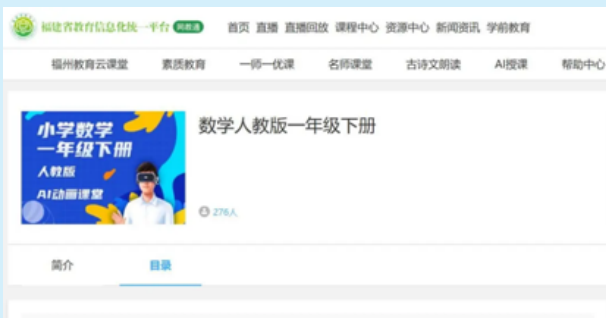 福建省教育信息化统一平台 闽教通 首页 直播 直播回放 课程中心 资源中心 新闻资讯 学前教育
福州教育云课堂 素质教育 一师一优课 名师课堂 古诗文朗读 AI授课 帮助中心
小学数学
一年级下册
人教版
AI动画课堂
数学人教版一年级下册
276人
简介 目录